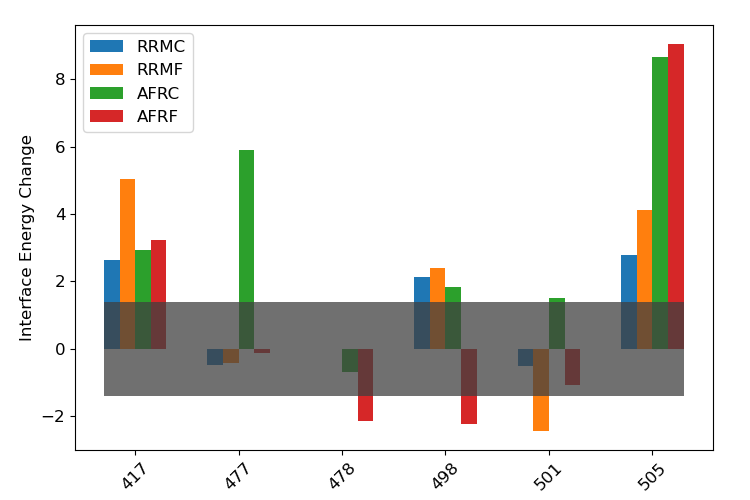 RRMC
RRMF
AFRC
AFRF
Interface Energy Change
8
6
4
2
0
−2
417
477
478
498
501
505